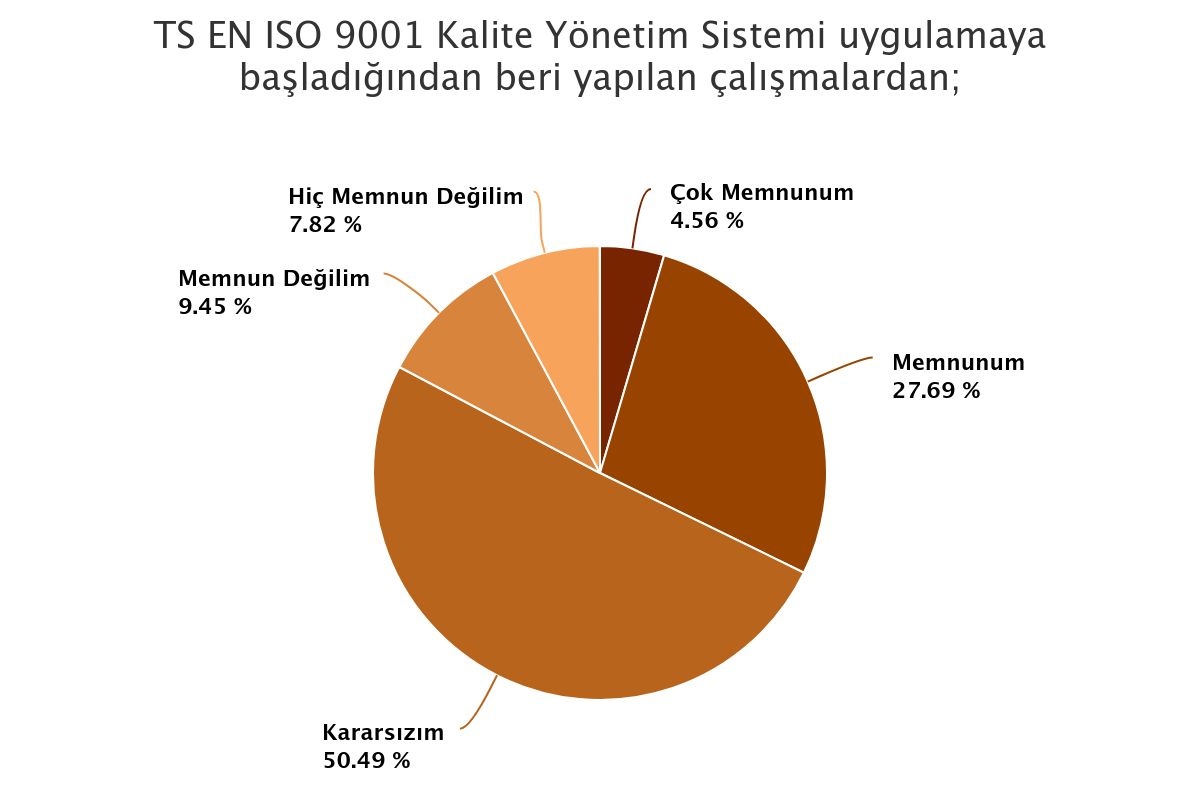 TS EN ISO 9001 Kalite Yönetim Sistemi uygulamaya
başladığından beri yapılan çalışmalardan;
Hiç Memnun Değilim
7.82 %
Çok Memnunum
4.56 %
Memnun Değilim
9.45 %
Memnunum
27.69 %
Kararsızım
50.49 %